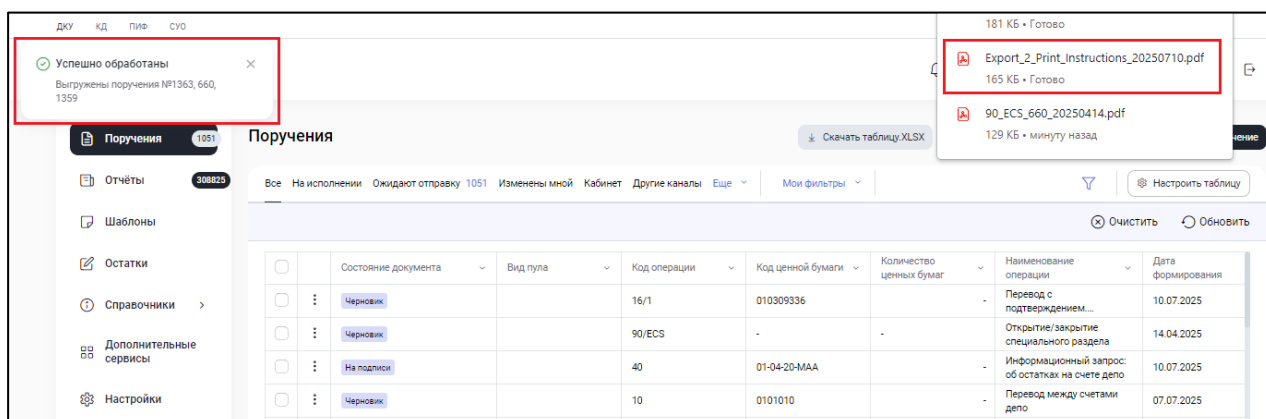 ДКУ КД ПИФ СУО
Успешно обработаны
Выгружены поручения №1363, 660,
1359
181 КБ • Готово
Export_2_Print_Instructions_20250710.pdf
165 КБ • Готово
90_ECS_660_20250414.pdf
129 КБ • минуту назад
Поручения 1051
Отчёты 308825
Шаблоны
Остатки
Справочники
Дополнительные
сервисы
Настройки
Поручения
Скачать таблицу.XLSX
Все На исполнении Ожидают отправку 1051 Изменены мной Кабинет Другие каналы Еще Мои фильтры Настроить таблицу
Очистить Обновить
Состояние документа Вид пула Код операции Код ценной бумаги Количество ценных бумаг Наименование операции Дата формирования
Черновик 16/1 010309336 - Перевод с
подтверждением.... 10.07.2025
Черновик 90/ECS - - Открытие/закрытие
специального раздела 14.04.2025
На подписи 40 01-04-20-MAA - Информационный запрос:
об остатках на счете депо 10.07.2025
Черновик 10 0101010 - Перевод между счетами
депо 07.07.2025